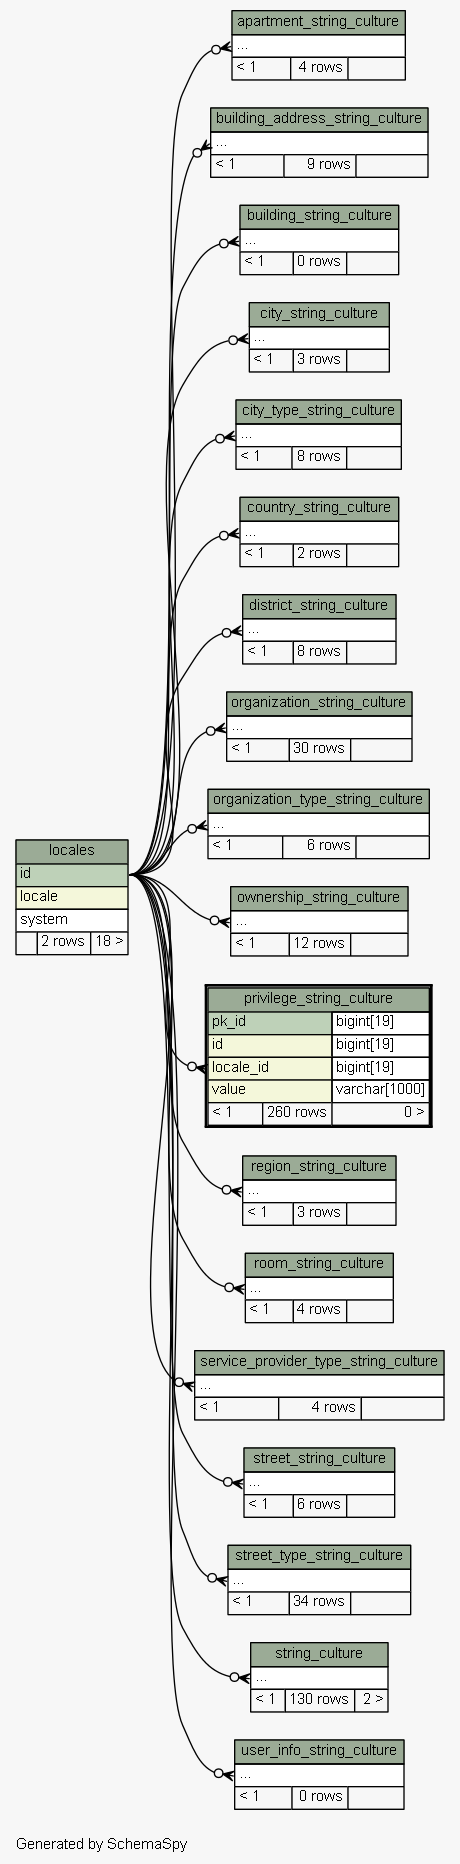 apartment_string_culture
...
< 1 4 rows
building_address_string_culture
...
< 1 9 rows
building_string_culture
...
< 1 0 rows
city_string_culture
...
< 1 3 rows
city_type_string_culture
...
< 1 8 rows
country_string_culture
...
< 1 2 rows
district_string_culture
...
< 1 8 rows
organization_string_culture
...
< 1 30 rows
organization_type_string_culture
...
< 1 6 rows
locales
id
locale
system
2 rows 18 >
ownership_string_culture
...
< 1 12 rows
privilege_string_culture
pk_id bigint[19]
id bigint[19]
locale_id bigint[19]
value varchar[1000]
< 1 260 rows 0 >
region_string_culture
...
< 1 3 rows
room_string_culture
...
< 1 4 rows
service_provider_type_string_culture
...
< 1 4 rows
street_string_culture
...
< 1 6 rows
street_type_string_culture
...
< 1 34 rows
string_culture
...
< 1 130 rows 2 >
user_info_string_culture
...
< 1 0 rows
Generated by SchemaSpy